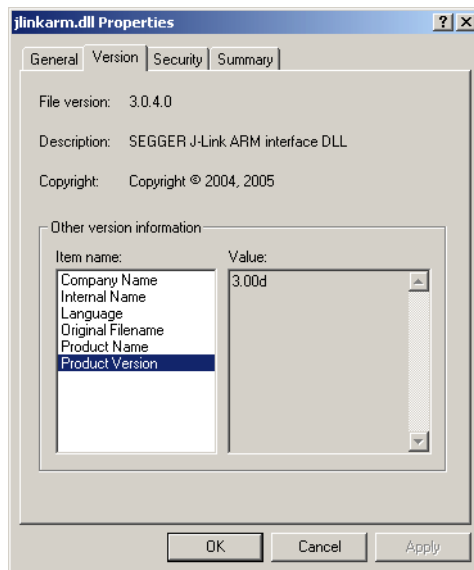 jlinkarm.dll Properties
? X
General Version Security Summary
File version: 3.0.4.0
Description: SEGGER J-Link ARM interface DLL
Copyright: Copyright © 2004, 2005
Other version information
Item name: Value:
Company Name 3.00d
Internal Name
Language
Original Filename
Product Name
Product Version
OK Cancel Apply